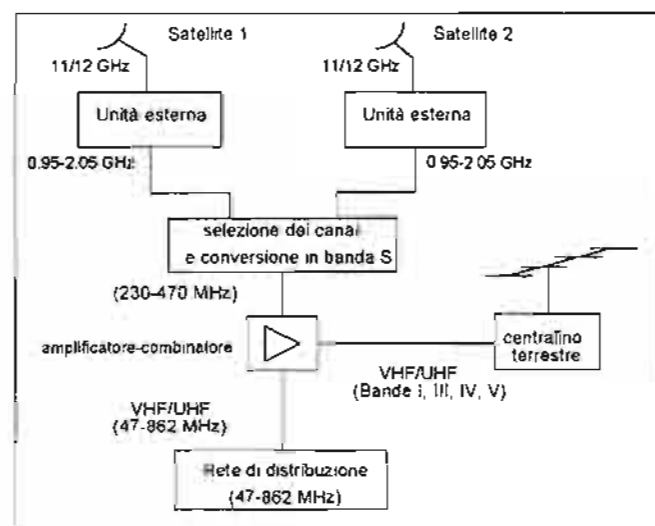 Satellite 1
Satellite 2
11/12 GHz
11/12 GHz
Unità esterna
Unità esterna
0.95-2.05 GHz
0.95-2.05 GHz
selezione dei canali
e conversione in banda S
(230-470 MHz)
amplificatore-combinatore
centralino
terrestre
VHF/UHF
(Bande I, III, IV, V)
VHF/UHF
(47-862 MHz)
Rete di distribuzione
(47-862 MHz)